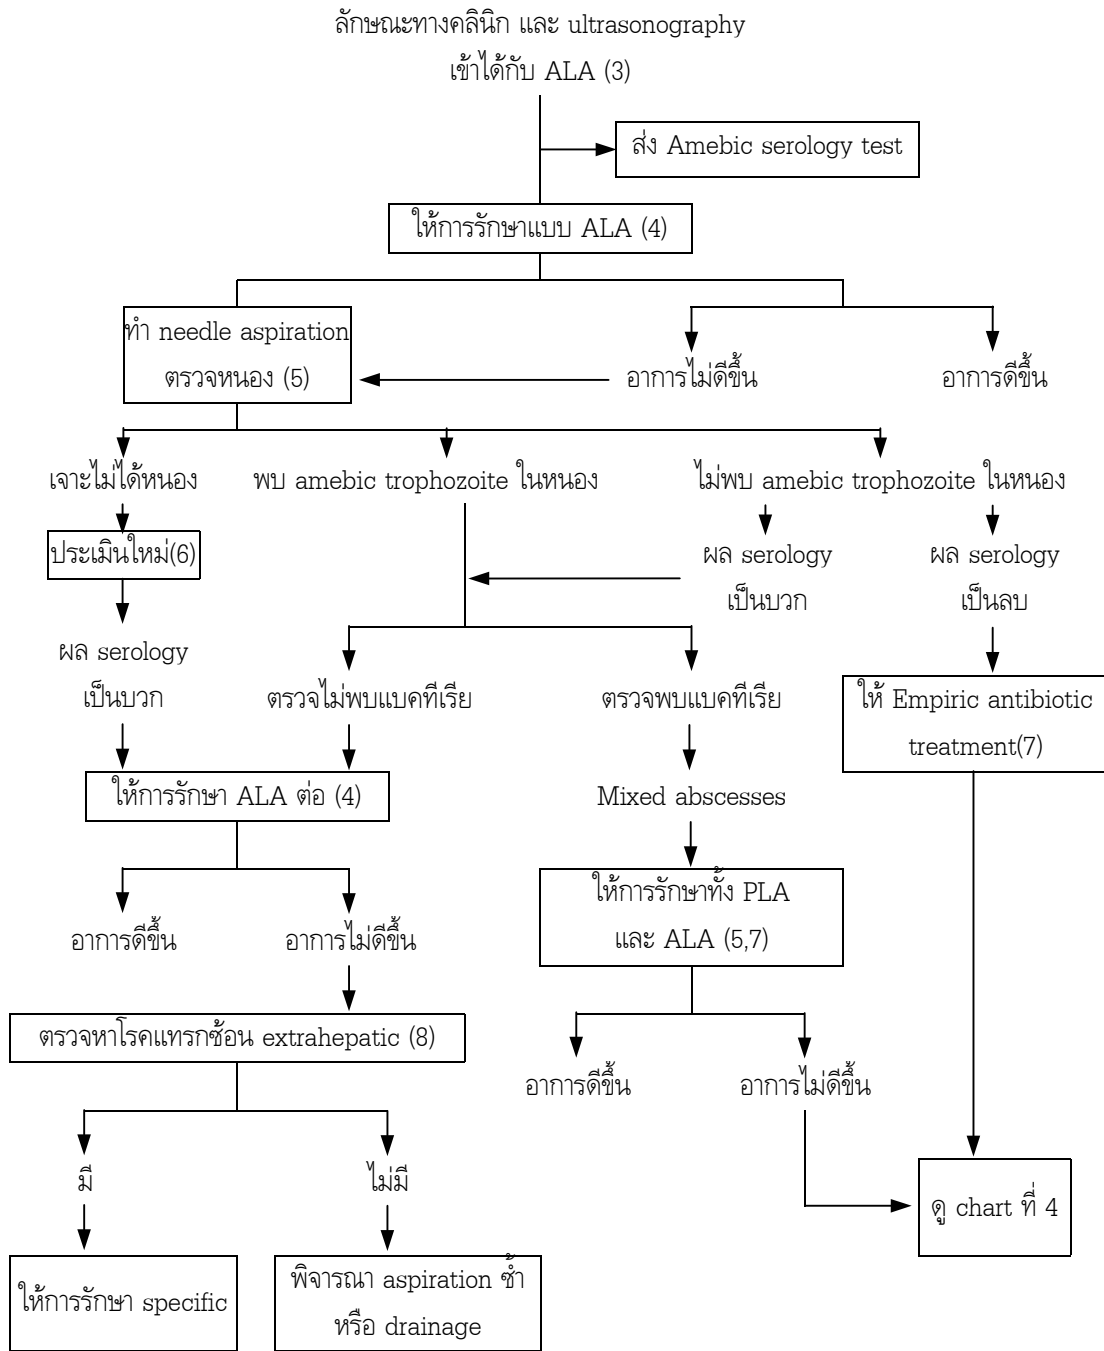 ลักษณะทางคลินิก และ ultrasonography
เข้าได้กับ ALA (3)
ส่ง Amebic serology test
ให้การรักษาแบบ ALA (4)
ทำ needle aspiration
ตรวจหนอง (5)
อาการไม่ดีขึ้น
อาการดีขึ้น
เจาะไม่ได้หนอง
พบ amebic trophozoite ในหนอง
ไม่พบ amebic trophozoite ในหนอง
ประเมินใหม่(6)
ผล serology
เป็นบวก
ผล serology
เป็นลบ
ผล serology
เป็นบวก
ตรวจไม่พบแบคทีเรีย
ตรวจพบแบคทีเรีย
ให้ Empiric antibiotic
treatment(7)
ให้การรักษา ALA ต่อ (4)
Mixed abscesses
อาการดีขึ้น
อาการไม่ดีขึ้น
ให้การรักษาทั้ง PLA
และ ALA (5,7)
ตรวจหาโรคแทรกซ้อน extrahepatic (8)
อาการดีขึ้น
อาการไม่ดีขึ้น
มี
ไม่มี
ดู chart ที่ 4
ให้การรักษา specific
พิจารณา aspiration ซ้ำ
หรือ drainage